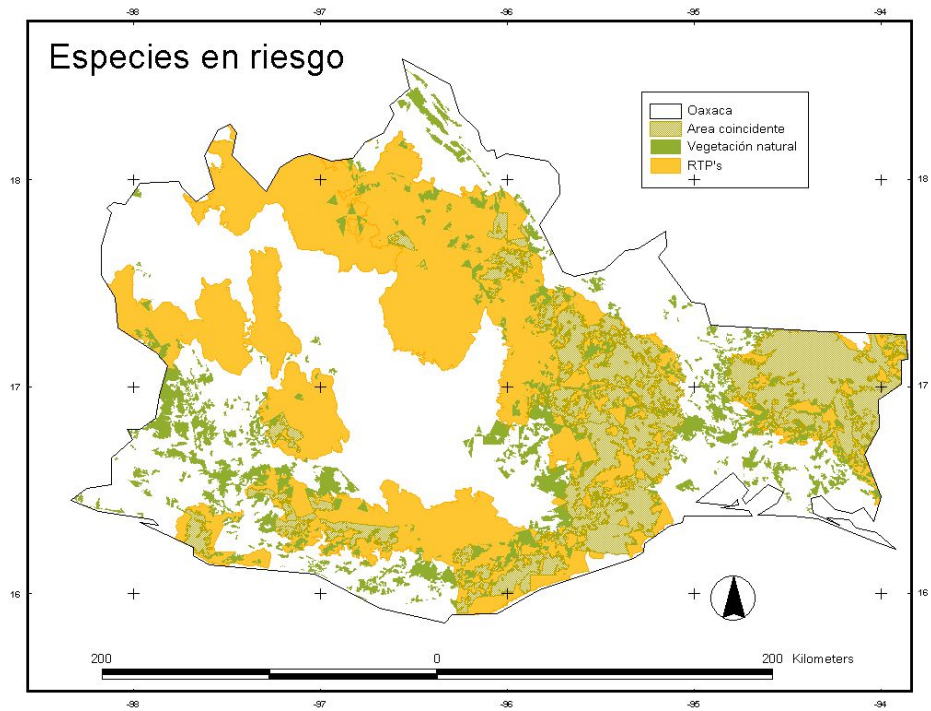 -98 -97 -96 -95 -94
Especies en riesgo
Oaxaca
Area coincidente
Vegetación natural
RTP's
18 18
17 17
16 16
200 0 200 Kilometers
-98 -97 -96 -95 -94